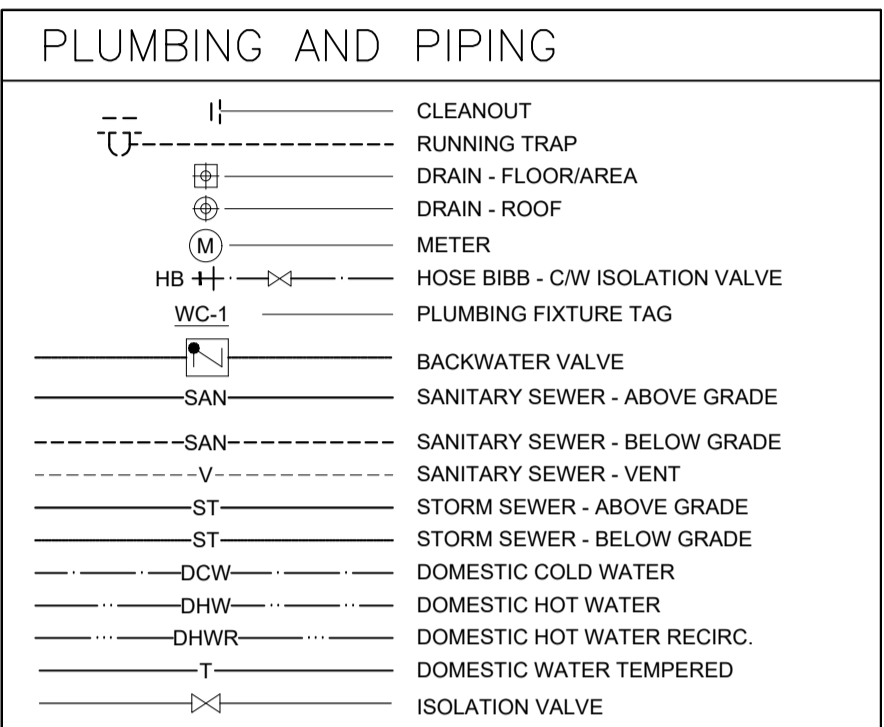 PLUMBING AND PIPING
CLEANOUT
RUNNING TRAP
DRAIN - FLOOR/AREA
DRAIN - ROOF
M METER
HB HOSE BIBB - C/W ISOLATION VALVE
WC-1 PLUMBING FIXTURE TAG
BACKWATER VALVE
SAN SANITARY SEWER - ABOVE GRADE
SAN SANITARY SEWER - BELOW GRADE
V SANITARY SEWER - VENT
ST STORM SEWER - ABOVE GRADE
ST STORM SEWER - BELOW GRADE
DCW DOMESTIC COLD WATER
DHW DOMESTIC HOT WATER
DHWR DOMESTIC HOT WATER RECIRC.
T DOMESTIC WATER TEMPERED
ISOLATION VALVE